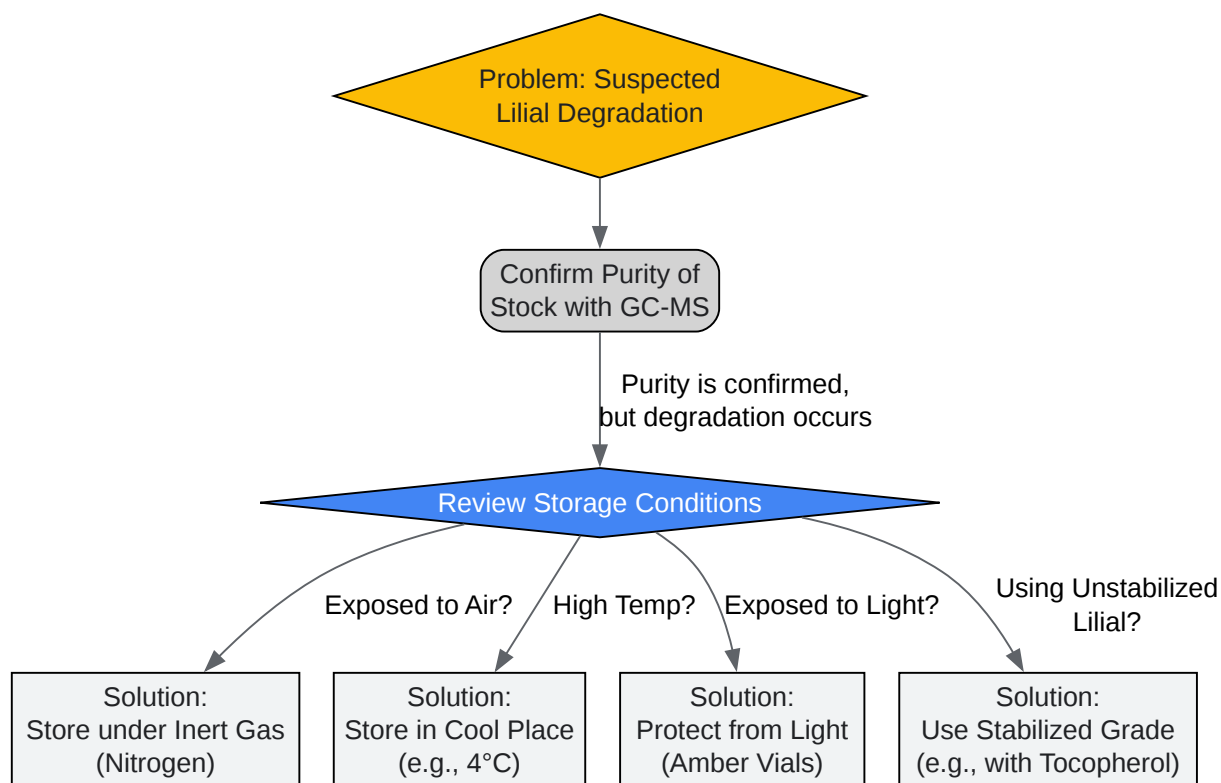 Problem: Suspected
Lilial Degradation
Confirm Purity of
Stock with GC-MS
Purity is confirmed,
but degradation occurs
Review Storage Conditions
Exposed to Air?
High Temp?
Exposed to Light?
Using Unstabilized
Lilial?
Solution:
Store under Inert Gas
(Nitrogen)
Solution:
Store in Cool Place
(e.g., 4°C)
Solution:
Protect from Light
(Amber Vials)
Solution:
Use Stabilized Grade
(e.g., with Tocopherol)